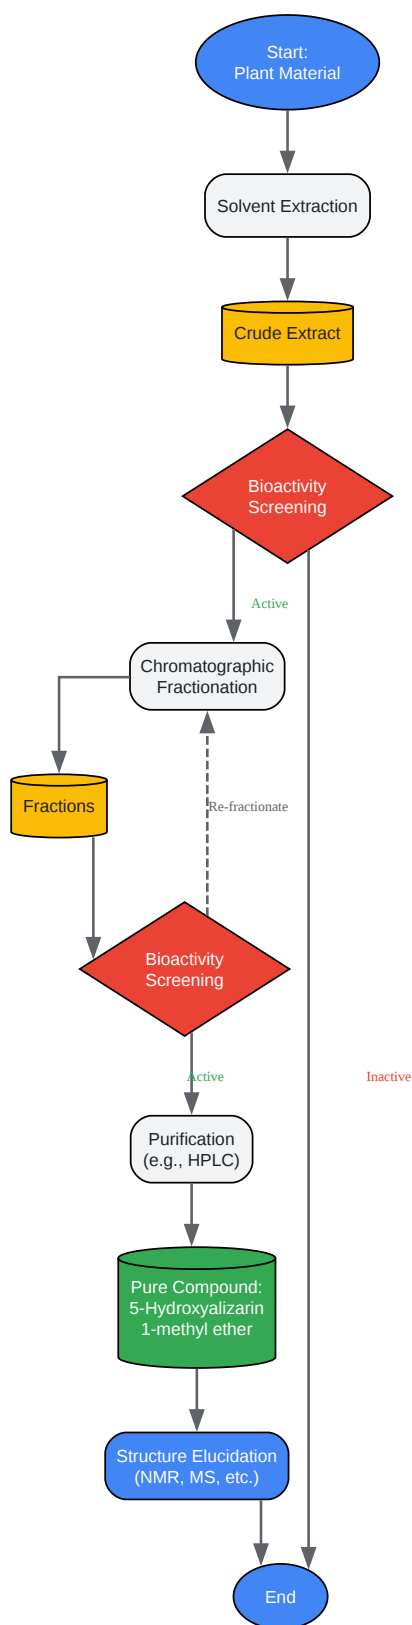 Start:
Plant Material
Solvent Extraction
Crude Extract
Bioactivity
Screening
Active
Chromatographic
Fractionation
Fractions
Re-fractionate
Bioactivity
Screening
Active
Inactive
Purification
(e.g., HPLC)
Pure Compound:
5-Hydroxyalizarin
1-methyl ether
Structure Elucidation
(NMR, MS, etc.)
End